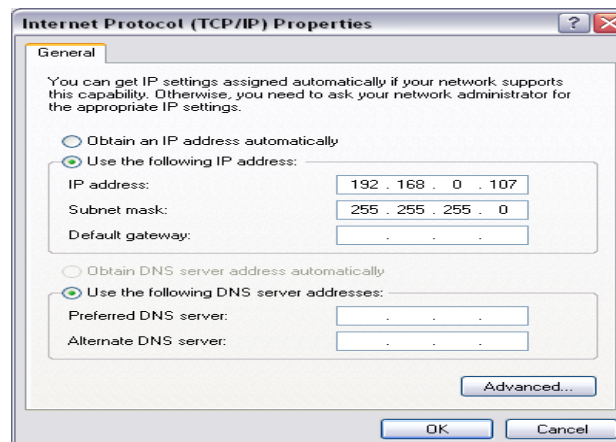 Internet Protocol (TCP/IP) Properties
General
You can get IP settings assigned automatically if your network supports
this capability. Otherwise, you need to ask your network administrator for
the appropriate IP settings.
Obtain an IP address automatically
Use the following IP address:
IP address: 192 . 168 . 0 . 107
Subnet mask: 255 . 255 . 255 . 0
Default gateway: . . .
Obtain DNS server address automatically
Use the following DNS server addresses:
Preferred DNS server: . . .
Alternate DNS server: . . .
Advanced...
OK Cancel